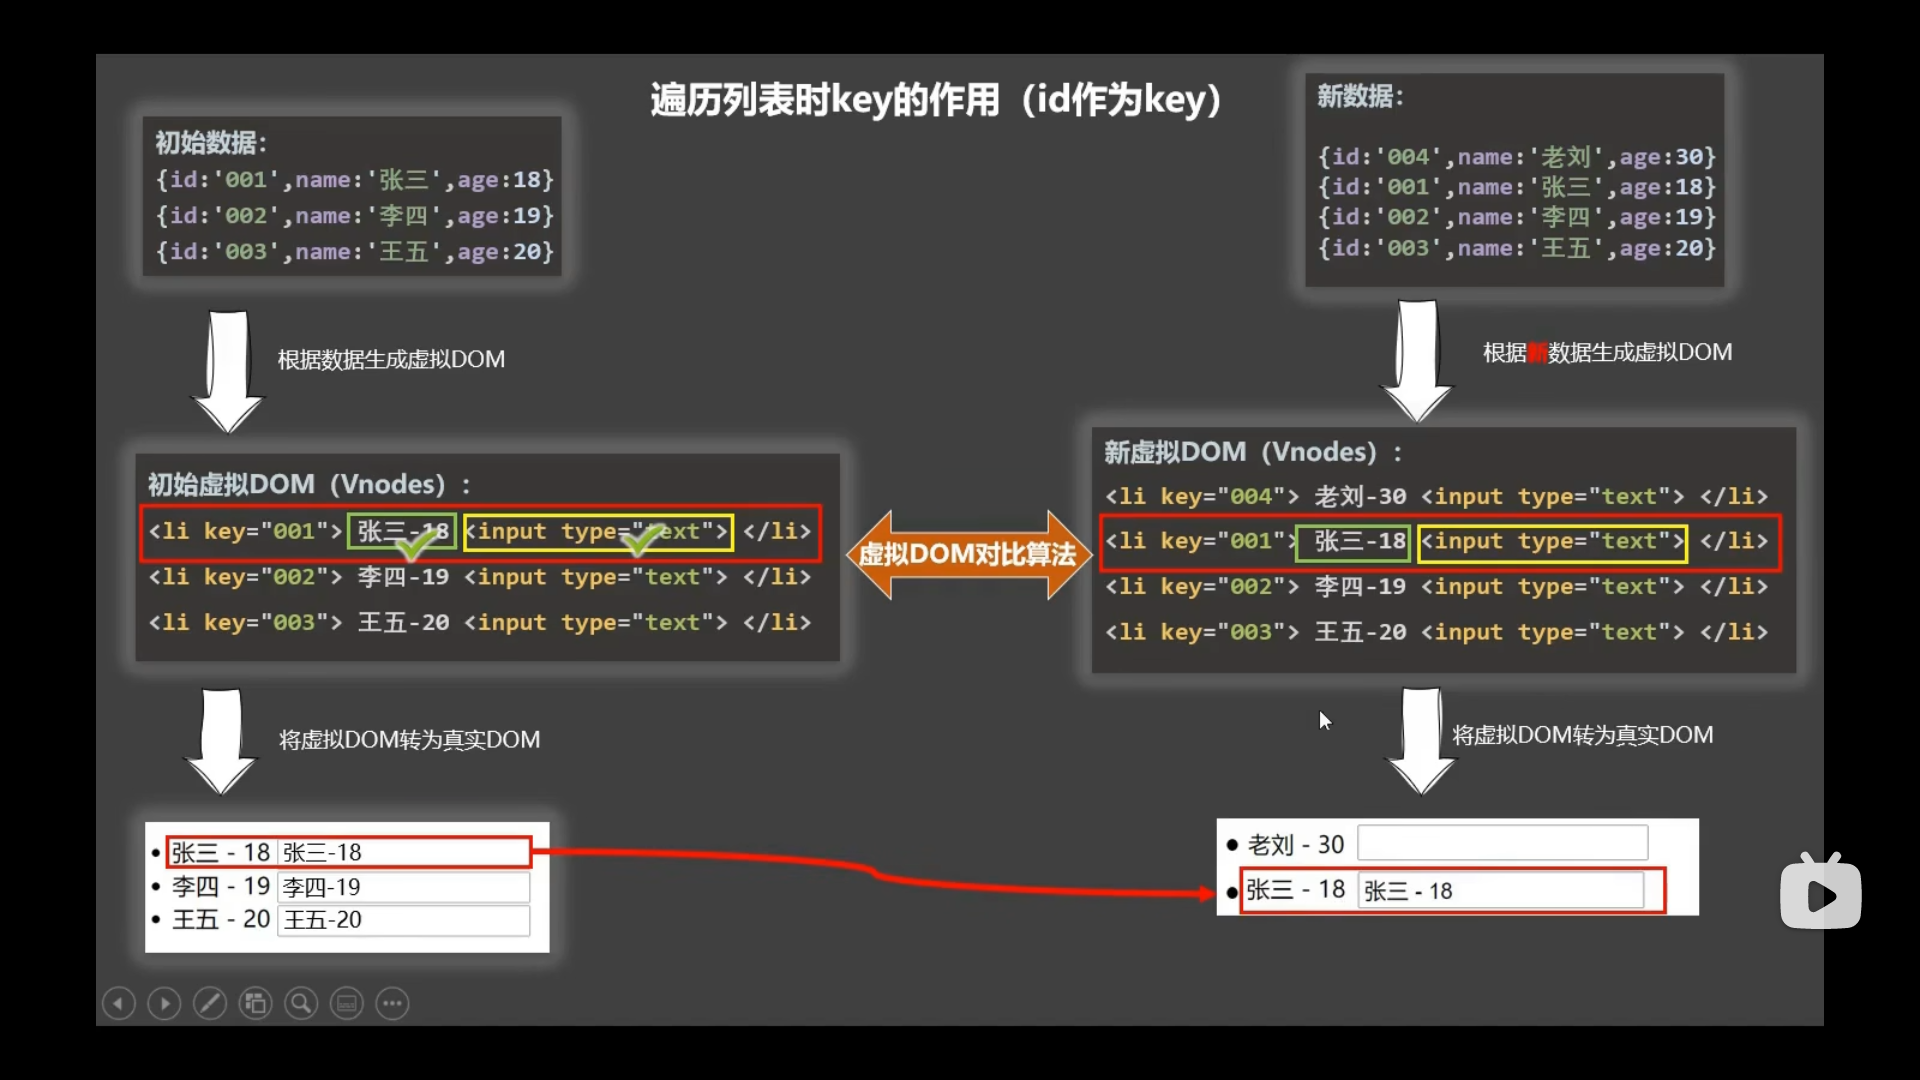 遍历列表时key的作用（id作为key）
初始数据：
{id:'001',name:'张三',age:18}
{id:'002',name:'李四',age:19}
{id:'003',name:'王五',age:20}
根据数据生成虚拟DOM
初始虚拟DOM（Vnodes）：
<li key="001"> 张三-18 <input type="text"> </li>
<li key="002"> 李四-19 <input type="text"> </li>
<li key="003"> 王五-20 <input type="text"> </li>
将虚拟DOM转为真实DOM
张三 - 18 张三-18
李四 - 19 李四-19
王五 - 20 王五-20
虚拟DOM对比算法
新数据：
{id:'004',name:'老刘',age:30}
{id:'001',name:'张三',age:18}
{id:'002',name:'李四',age:19}
{id:'003',name:'王五',age:20}
根据新数据生成虚拟DOM
新虚拟DOM（Vnodes）：
<li key="004"> 老刘-30 <input type="text"> </li>
<li key="001"> 张三-18 <input type="text"> </li>
<li key="002"> 李四-19 <input type="text"> </li>
<li key="003"> 王五-20 <input type="text"> </li>
将虚拟DOM转为真实DOM
老刘 - 30
张三 - 18 张三 - 18